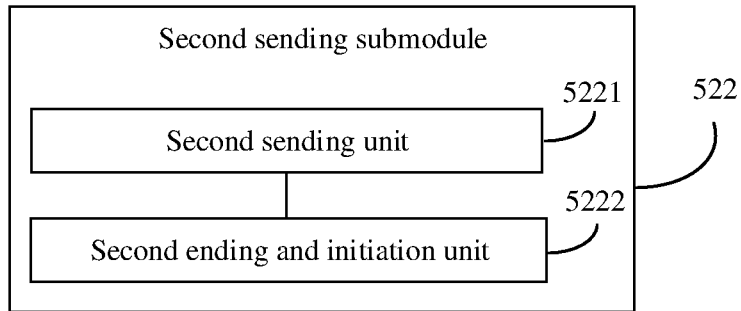 Second sending submodule
5221
522
Second sending unit
5222
Second ending and initiation unit